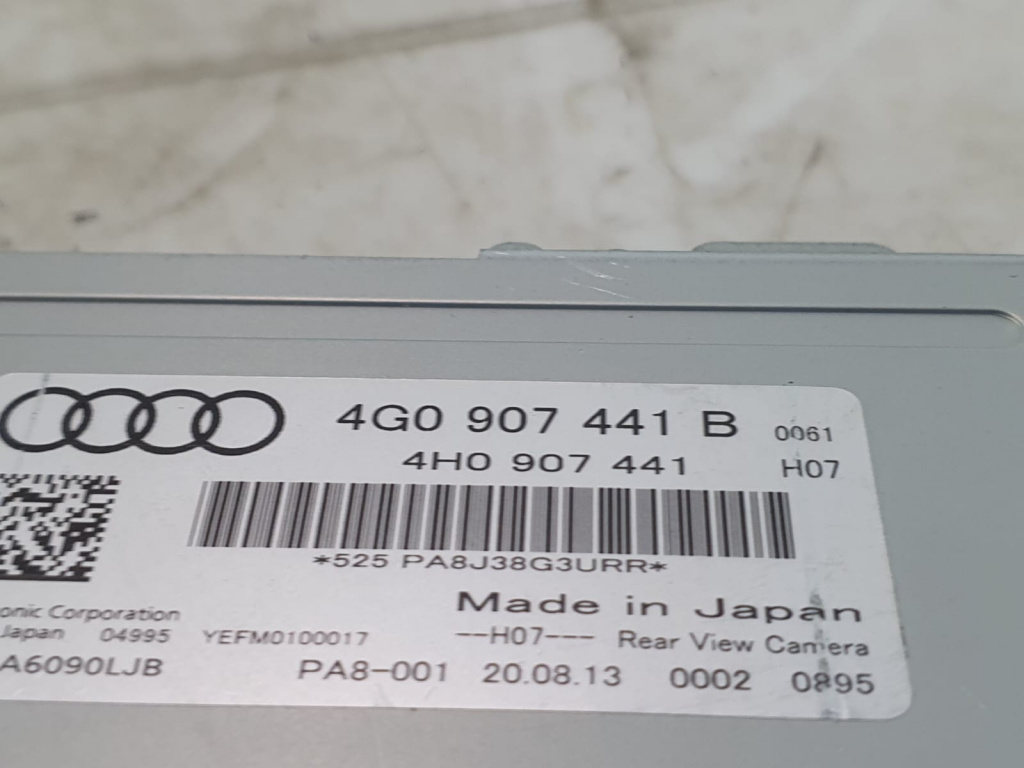 4G0 907 441 B 0061
4H0 907 441 H07
*525 PA8J38G3URR*
Made in Japan
onic Corporation
Japan 04995 YEFM0100017 --H07--- Rear View Camera
A6090LJB PA8-001 20.08.13 0002 0895